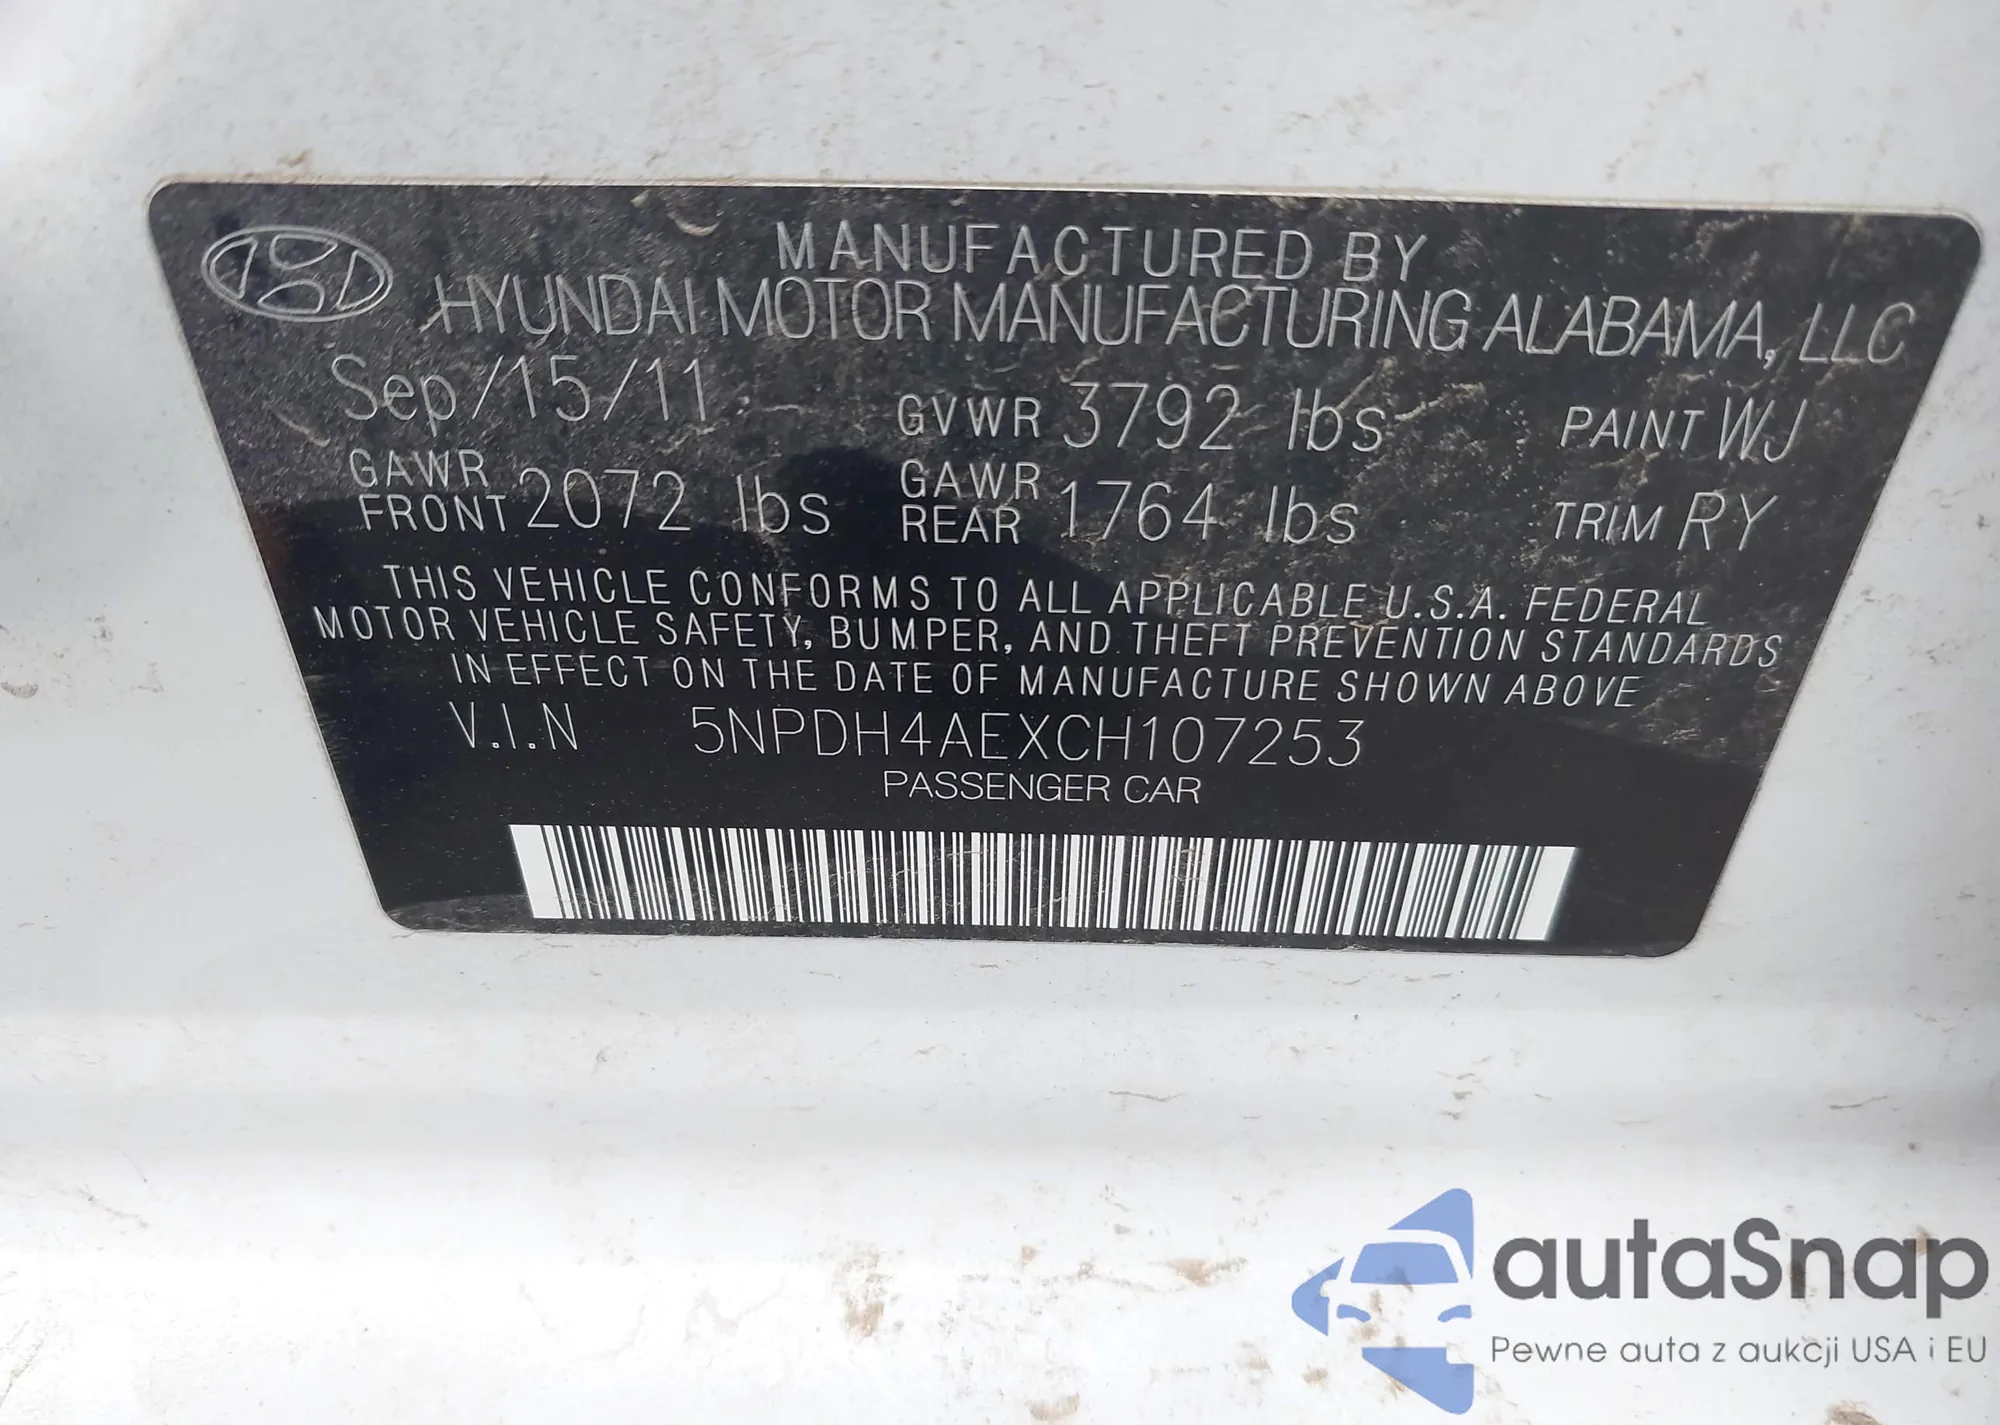 MANUFACTURED BY
HYUNDAI MOTOR MANUFACTURING ALABAMA, LLC
Sep/15/11 GVWR 3792 lbs PAINT WJ
GAWR FRONT 2072 lbs GAWR REAR 1764 lbs TRIM RY
THIS VEHICLE CONFORMS TO ALL APPLICABLE U.S.A. FEDERAL
MOTOR VEHICLE SAFETY, BUMPER, AND THEFT PREVENTION STANDARDS
IN EFFECT ON THE DATE OF MANUFACTURE SHOWN ABOVE
V.I.N 5NPDH4AEXCH107253
PASSENGER CAR
autaSnap
Pewne auta z aukcji USA i EU